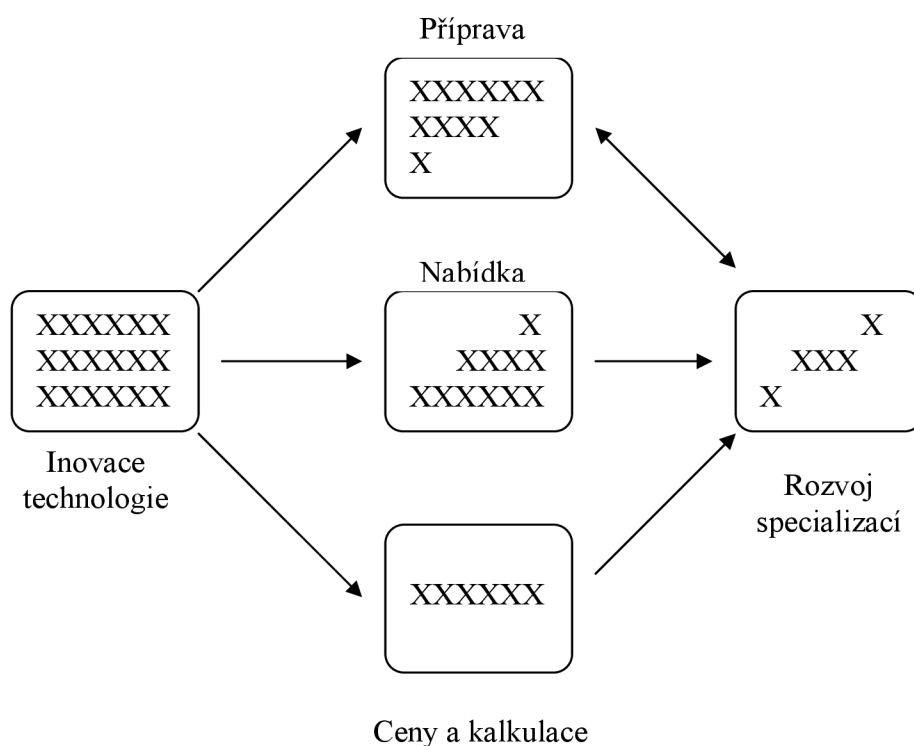 Příprava
XXXXXX
XXXX
X
Nabídka
X
XXXX
XXXXXX
XXXXXX
XXXXXX
XXXXXX
Inovace
technologie
X
XXX
X
Rozvoj
specializací
XXXXXX
Ceny a kalkulace